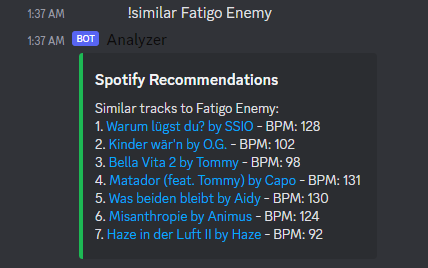 1:37 AM !similar Fatigo Enemy
1:37 AM BOT Analyzer
Spotify Recommendations
Similar tracks to Fatigo Enemy:
1. Warum lügst du? by SSIO - BPM: 128
2. Kinder wär'n by O.G. - BPM: 102
3. Bella Vita 2 by Tommy - BPM: 98
4. Matador (feat. Tommy) by Capo - BPM: 131
5. Was beiden bleibt by Aidy - BPM: 130
6. Misanthropie by Animus - BPM: 124
7. Haze in der Luft II by Haze - BPM: 92